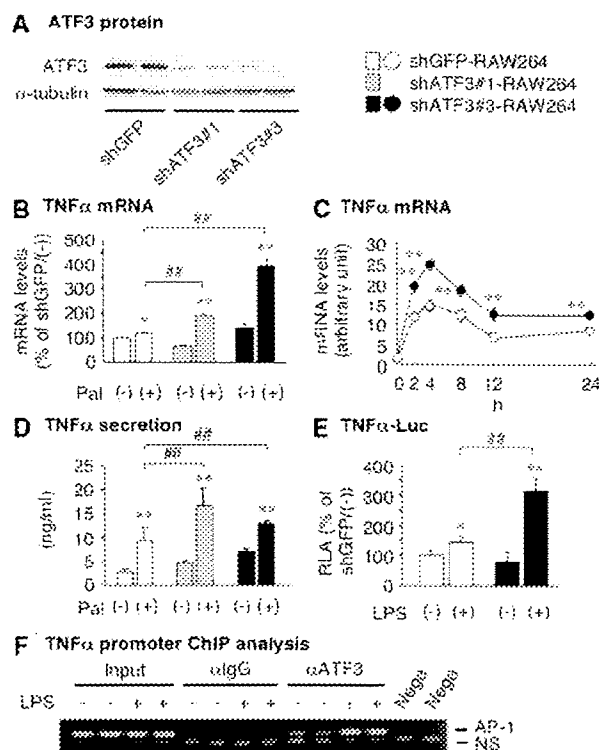 A ATF3 protein
ATF3
α-tubulin
shGFP
shATF3#1
shATF3#3
shGFP-RAW264
shATF3#1-RAW264
shATF3#3-RAW264
B TNFα mRNA
mRNA levels
(% of shGFP/(-))
500
400
300
200
100
0
##
##
*
**
**
Pal (-) (+) (-) (+) (-) (+)
C TNFα mRNA
mRNA levels
(arbitrary unit)
30
25
20
15
10
5
0
**
**
**
**
**
0 2 4 8 12 24
h
D TNFα secretion
(ng/ml)
25
20
15
10
5
0
##
##
**
**
**
Pal (-) (+) (-) (+) (-) (+)
E TNFα-Luc
RLA (% of
shGFP/(-))
400
300
200
100
0
##
*
**
LPS (-) (+) (-) (+)
F TNFα promoter ChIP analysis
Input αIgG αATF3 Nega Nega
LPS - - + + - - + + - - + +
AP-1
NS